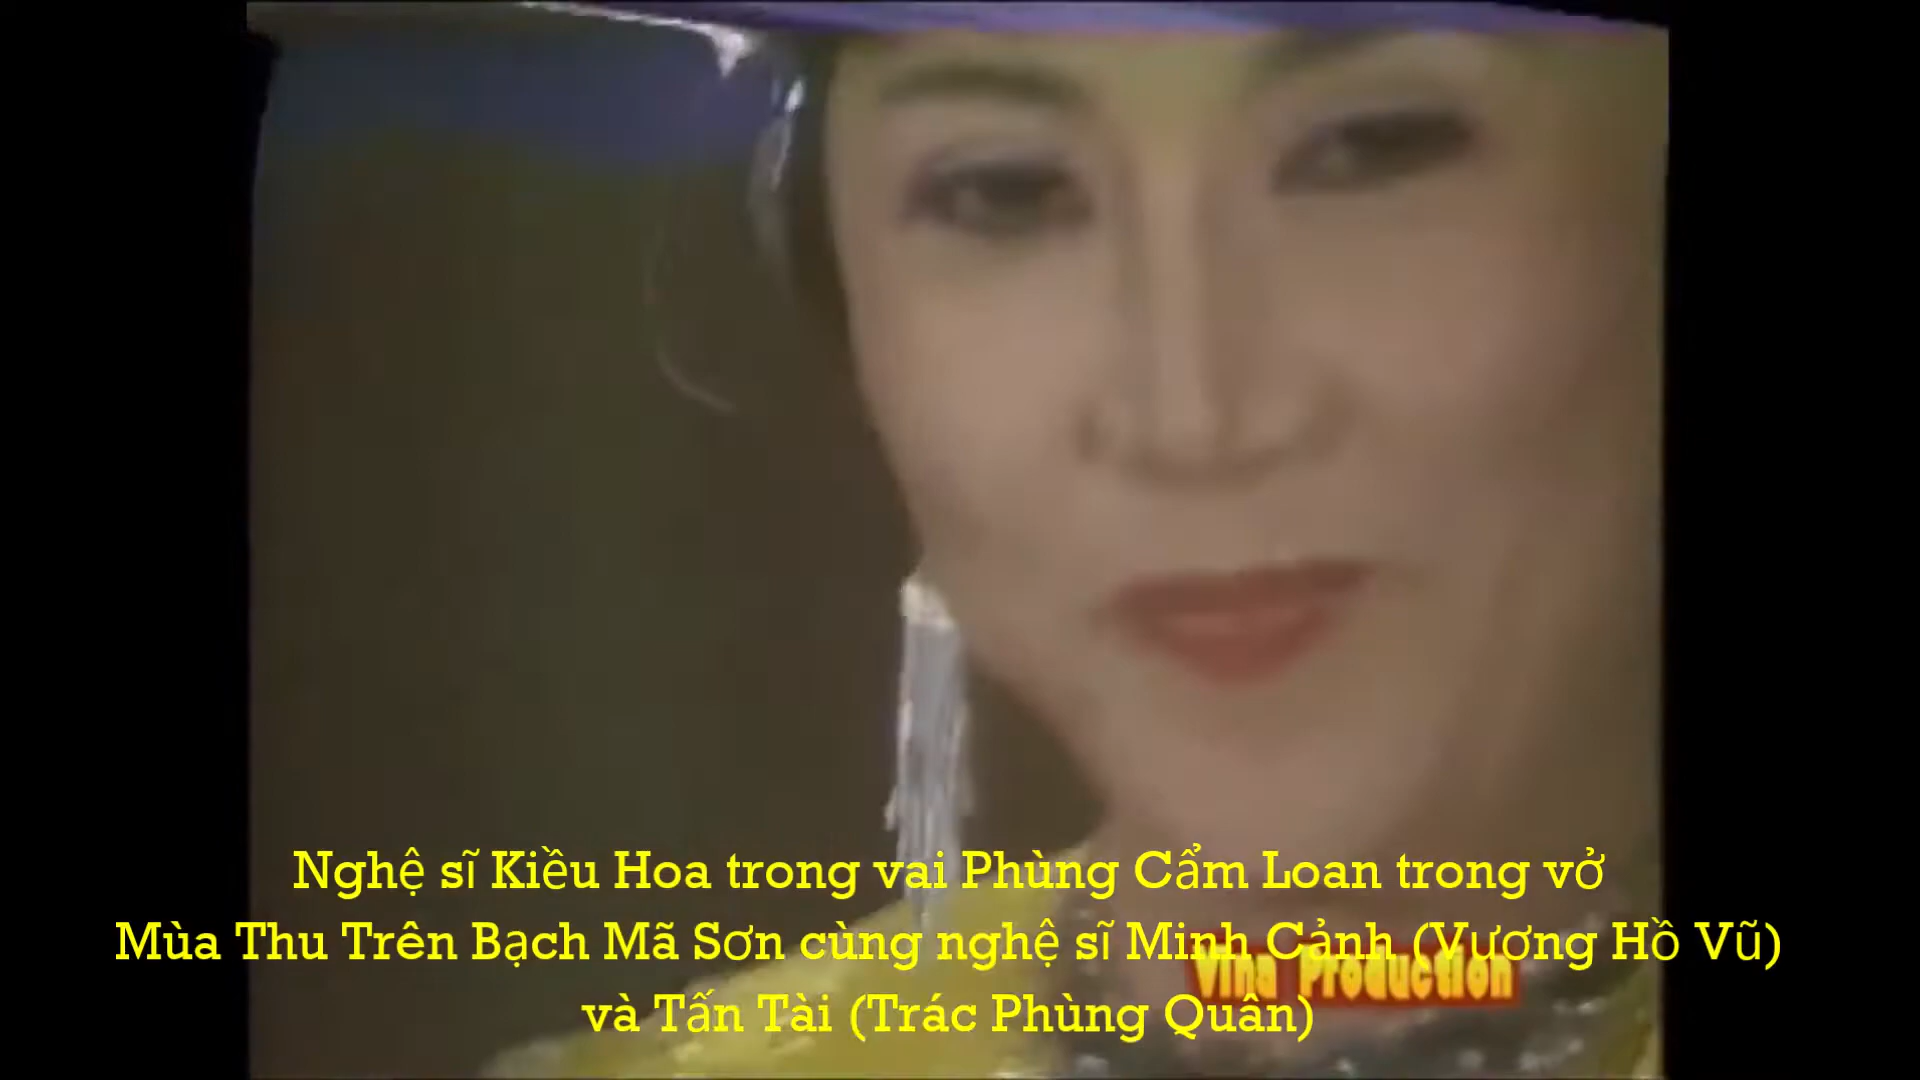 Nghệ sĩ Kiều Hoa trong vai Phùng Cẩm Loan trong vở
Mùa Thu Trên Bạch Mã Sơn cùng nghệ sĩ Minh Cảnh (Vương Hồ Vũ)
Vina Production
và Tấn Tài (Trác Phùng Quân)